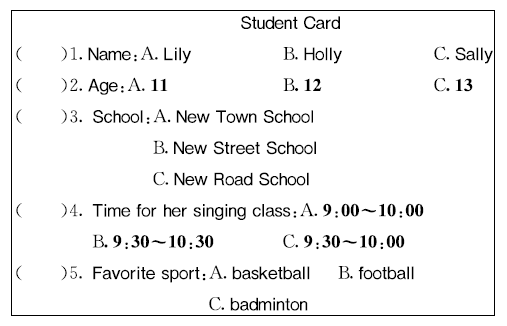 Student Card
(    )1. Name: A. Lily    B. Holly    C. Sally
(    )2. Age: A. 11    B. 12    C. 13
(    )3. School: A. New Town School
B. New Street School
C. New Road School
(    )4. Time for her singing class: A. 9:00~10:00
B. 9:30~10:30    C. 9:30~10:00
(    )5. Favorite sport: A. basketball    B. football
C. badminton